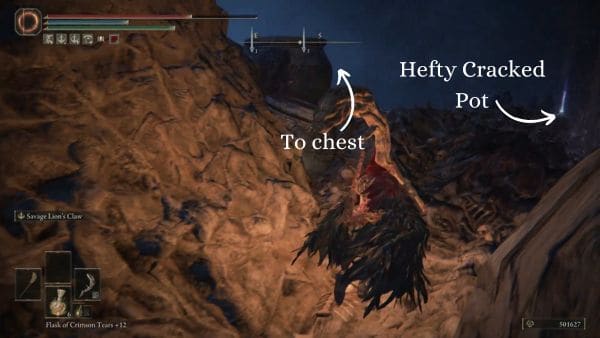 E
S
Hefty Cracked
Pot
To chest
Savage Lion's Claw
Flask of Crimson Tears +12
501627